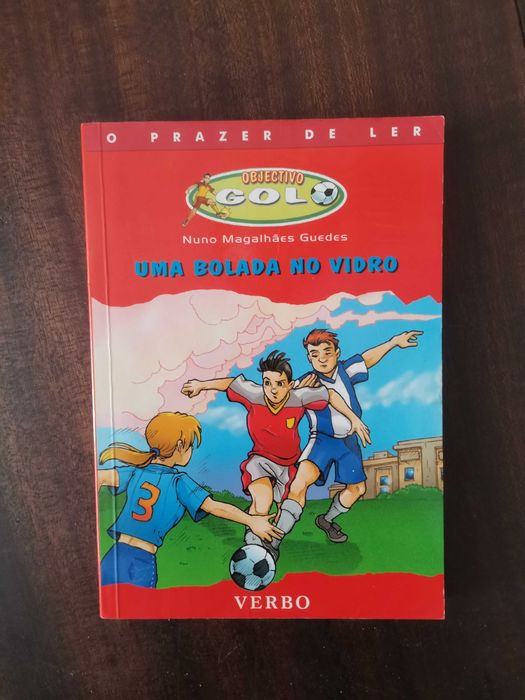 O PRAZER DE LER
OBJECTIVO
GOLO
Nuno Magalhães Guedes
UMA BOLADA NO VIDRO
3
VERBO